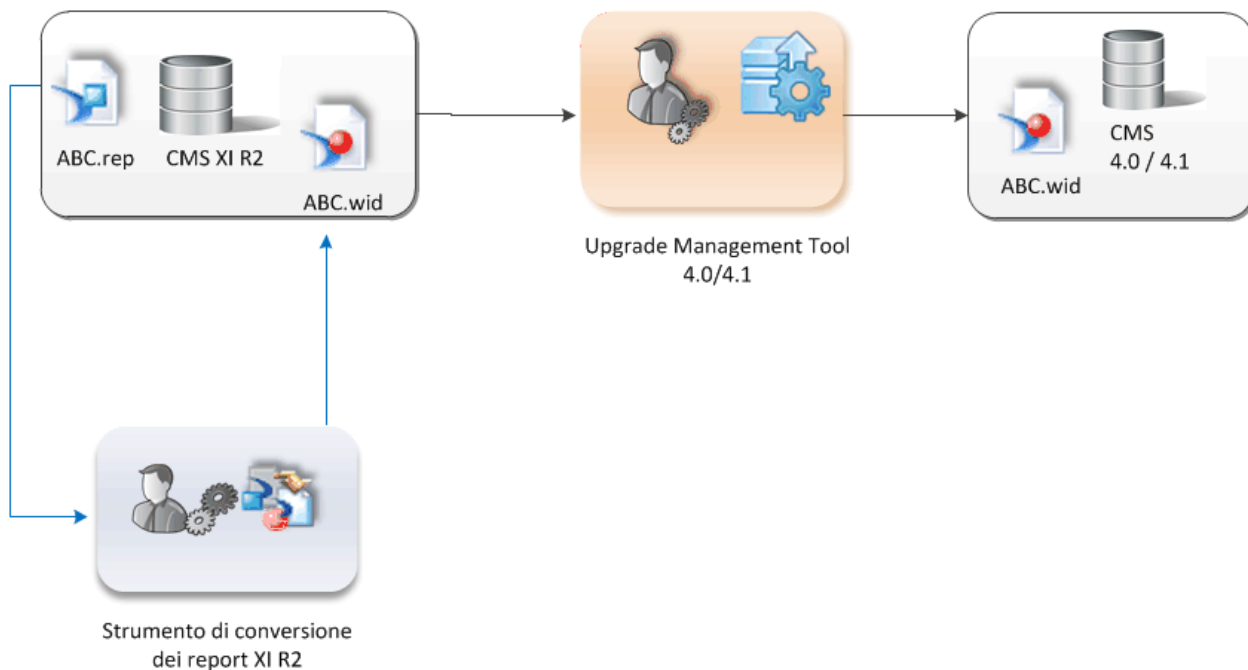 ABC.rep
CMS XI R2
ABC.wid
Upgrade Management Tool
4.0/4.1
CMS
4.0 / 4.1
ABC.wid
Strumento di conversione
dei report XI R2